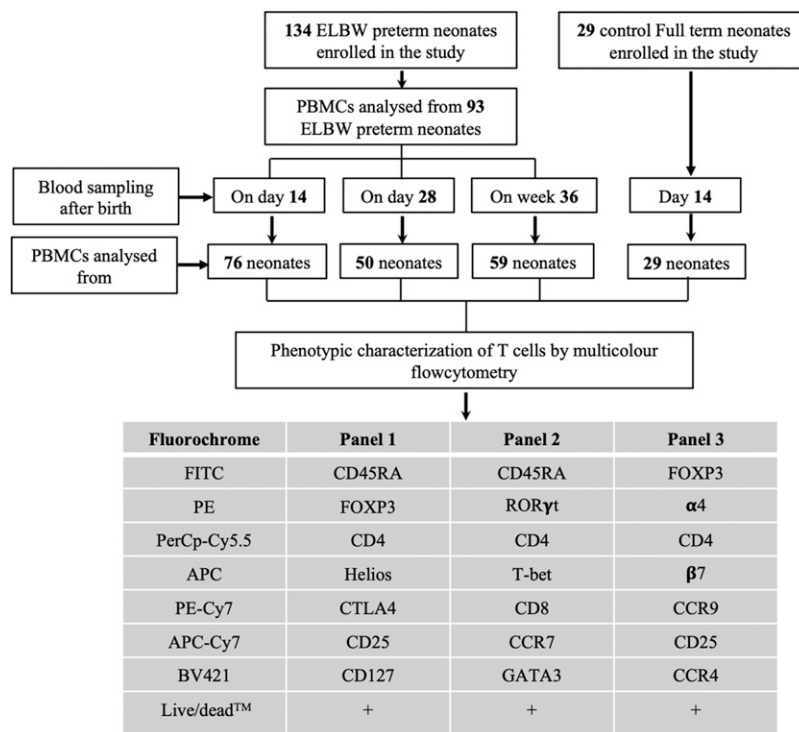 134 ELBW preterm neonates
enrolled in the study
29 control Full term neonates
enrolled in the study
PBMCs analysed from 93
ELBW preterm neonates
Blood sampling
after birth
On day 14
On day 28
On week 36
Day 14
PBMCs analysed
from
76 neonates
50 neonates
59 neonates
29 neonates
Phenotypic characterization of T cells by multicolour
flowcytometry
Fluorochrome Panel 1 Panel 2 Panel 3
FITC CD45RA CD45RA FOXP3
PE FOXP3 RORγt α4
PerCp-Cy5.5 CD4 CD4 CD4
APC Helios T-bet β7
PE-Cy7 CTLA4 CD8 CCR9
APC-Cy7 CD25 CCR7 CD25
BV421 CD127 GATA3 CCR4
Live/dead™ + + +